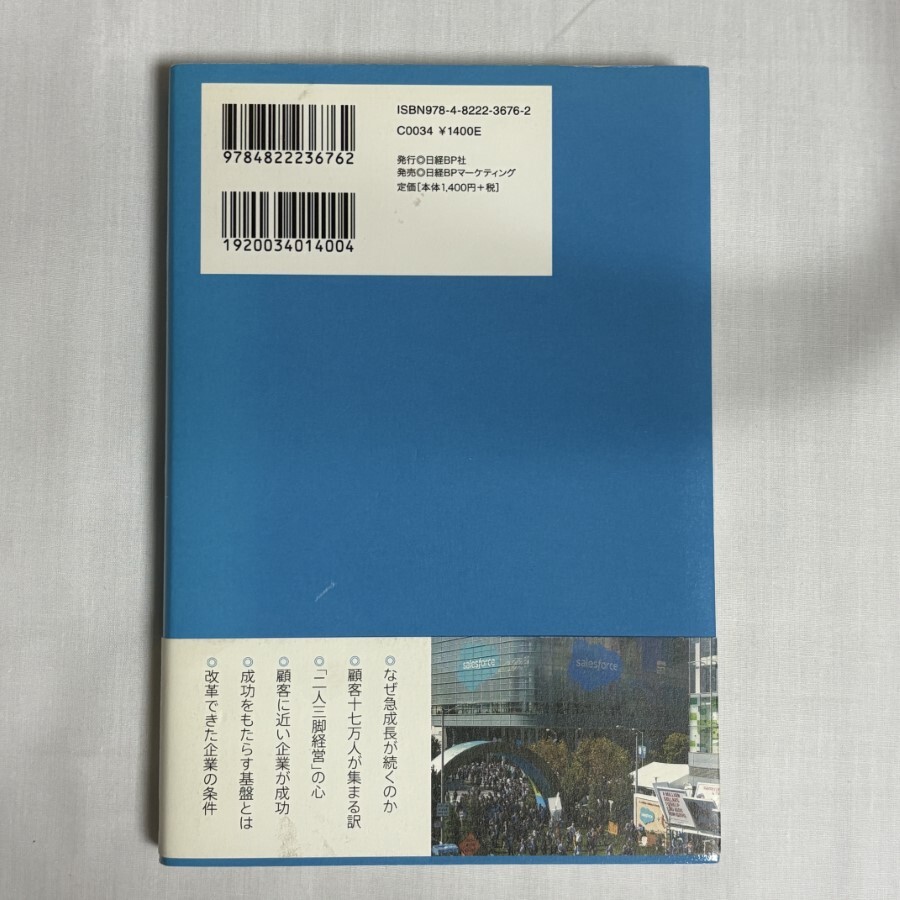 9784822236762
1920034014004
ISBN978-4-8222-3676-2
C0034 ¥1400E
発行◎日経BP社
発売◎日経BPマーケティング
定価[本体1,400円+税]
◎なぜ急成長が続くのか
◎顧客十七万人が集まる訳
◎「二人三脚経営」の心
◎顧客に近い企業が成功
◎成功をもたらす基盤とは
◎改革できた企業の条件
salesforce
salesforce